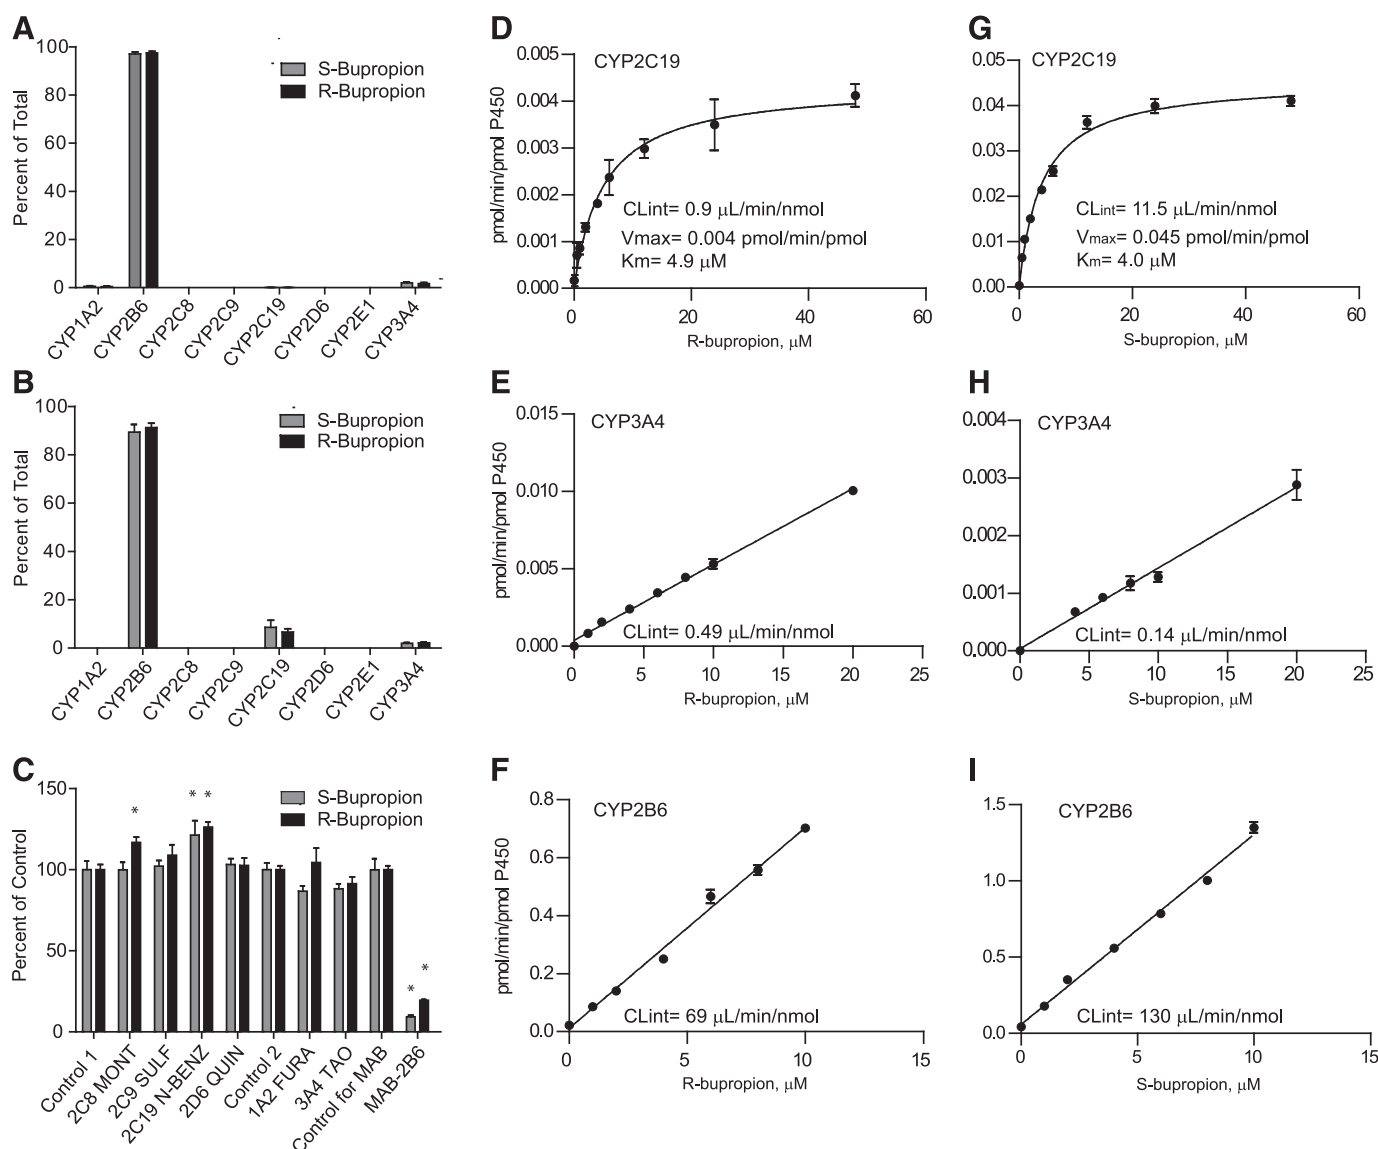 A
Percent of Total
100
80
60
40
20
0
S-Bupropion
R-Bupropion
CYP1A2
CYP2B6
CYP2C8
CYP2C9
CYP2C19
CYP2D6
CYP2E1
CYP3A4
B
Percent of Total
100
80
60
40
20
0
S-Bupropion
R-Bupropion
CYP1A2
CYP2B6
CYP2C8
CYP2C9
CYP2C19
CYP2D6
CYP2E1
CYP3A4
C
Percent of Control
150
100
50
0
S-Bupropion
R-Bupropion
*
* *
* *
Control 1
2C8 MONT
2C9 SULF
2C19 N-BENZ
2D6 QUIN
Control 2
1A2 FURA
3A4 TAO
Control for MAB
MAB-2B6
D
pmol/min/pmol P450
0.005
0.004
0.003
0.002
0.001
0.000
CYP2C19
CLint= 0.9 µL/min/nmol
Vmax= 0.004 pmol/min/pmol
Km= 4.9 µM
0 20 40 60
R-bupropion, µM
E
pmol/min/pmol P450
0.015
0.010
0.005
0.000
CYP3A4
CLint= 0.49 µL/min/nmol
0 5 10 15 20 25
R-bupropion, µM
F
pmol/min/pmol P450
0.8
0.6
0.4
0.2
0.0
CYP2B6
CLint= 69 µL/min/nmol
0 5 10 15
R-bupropion, µM
G
0.05
0.04
0.03
0.02
0.01
0.00
CYP2C19
CLint= 11.5 µL/min/nmol
Vmax= 0.045 pmol/min/pmol
Km= 4.0 µM
0 20 40 60
S-bupropion, µM
H
0.004
0.003
0.002
0.001
0.000
CYP3A4
CLint= 0.14 µL/min/nmol
0 5 10 15 20 25
S-bupropion, µM
I
1.5
1.0
0.5
0.0
CYP2B6
CLint= 130 µL/min/nmol
0 5 10 15
S-bupropion, µM